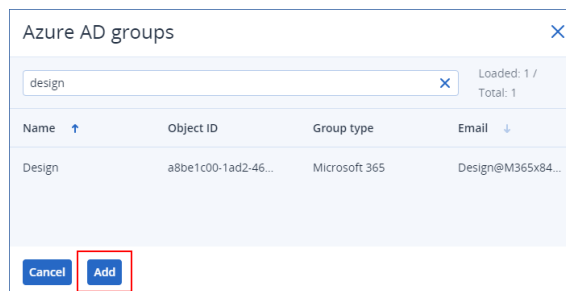 Azure AD groups
design
Loaded: 1 /
Total: 1
Name Object ID Group type Email
Design a8be1c00-1ad2-46... Microsoft 365 Design@M365x84...
Cancel Add